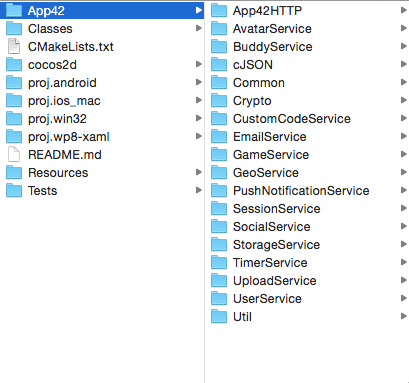 App42
Classes
CMakeLists.txt
cocos2d
proj.android
proj.ios_mac
proj.win32
proj.wp8-xaml
README.md
Resources
Tests
App42HTTP
AvatarService
BuddyService
cJSON
Common
Crypto
CustomCodeService
EmailService
GameService
GeoService
PushNotificationService
SessionService
SocialService
StorageService
TimerService
UploadService
UserService
Util